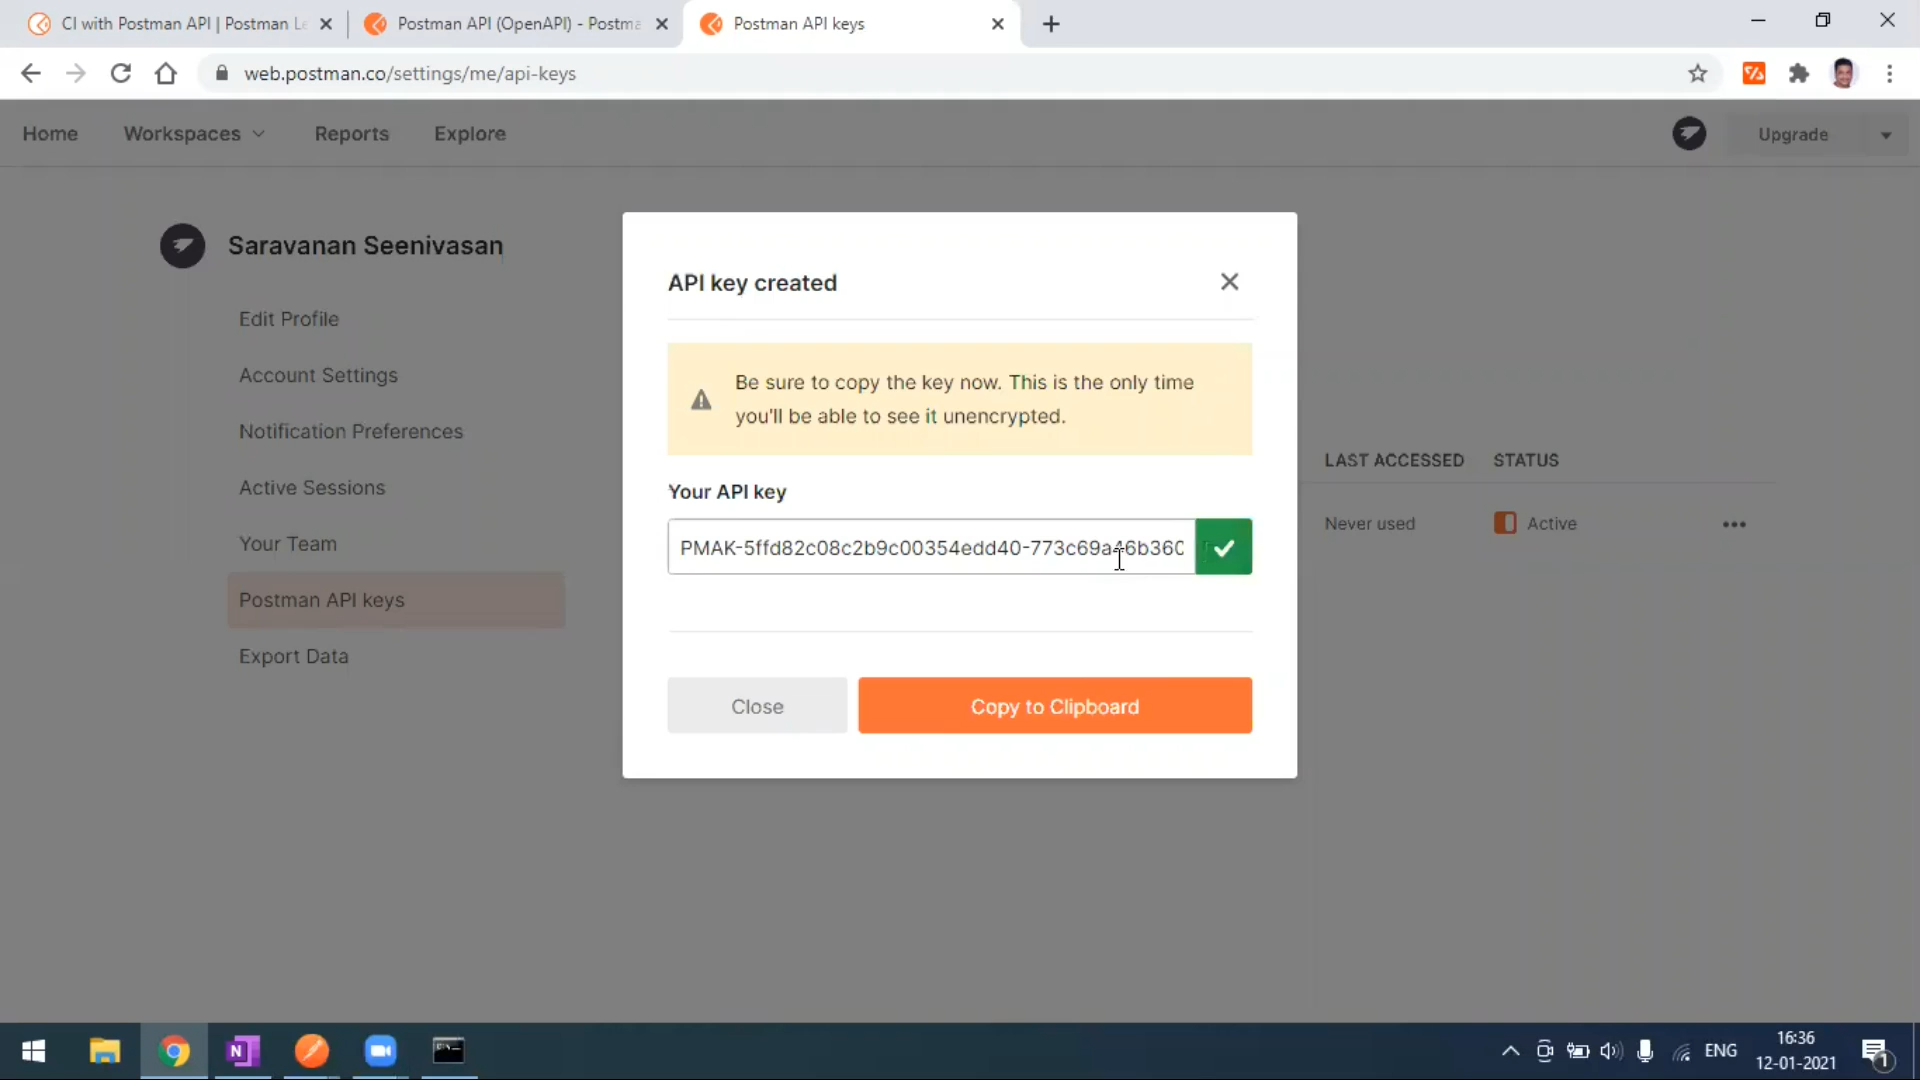 CI with Postman API | Postman Le
Postman API (OpenAPI) - Postma
Postman API keys
web.postman.co/settings/me/api-keys
Home
Workspaces
Reports
Explore
Upgrade
Saravanan Seenivasan
Edit Profile
Account Settings
Notification Preferences
Active Sessions
Your Team
Postman API keys
Export Data
API key created
Be sure to copy the key now. This is the only time
you'll be able to see it unencrypted.
Your API key
PMAK-5ffd82c08c2b9c00354edd40-773c69a46b360
Close
Copy to Clipboard
LAST ACCESSED
STATUS
Never used
Active
N
ENG
16:36
12-01-2021
1